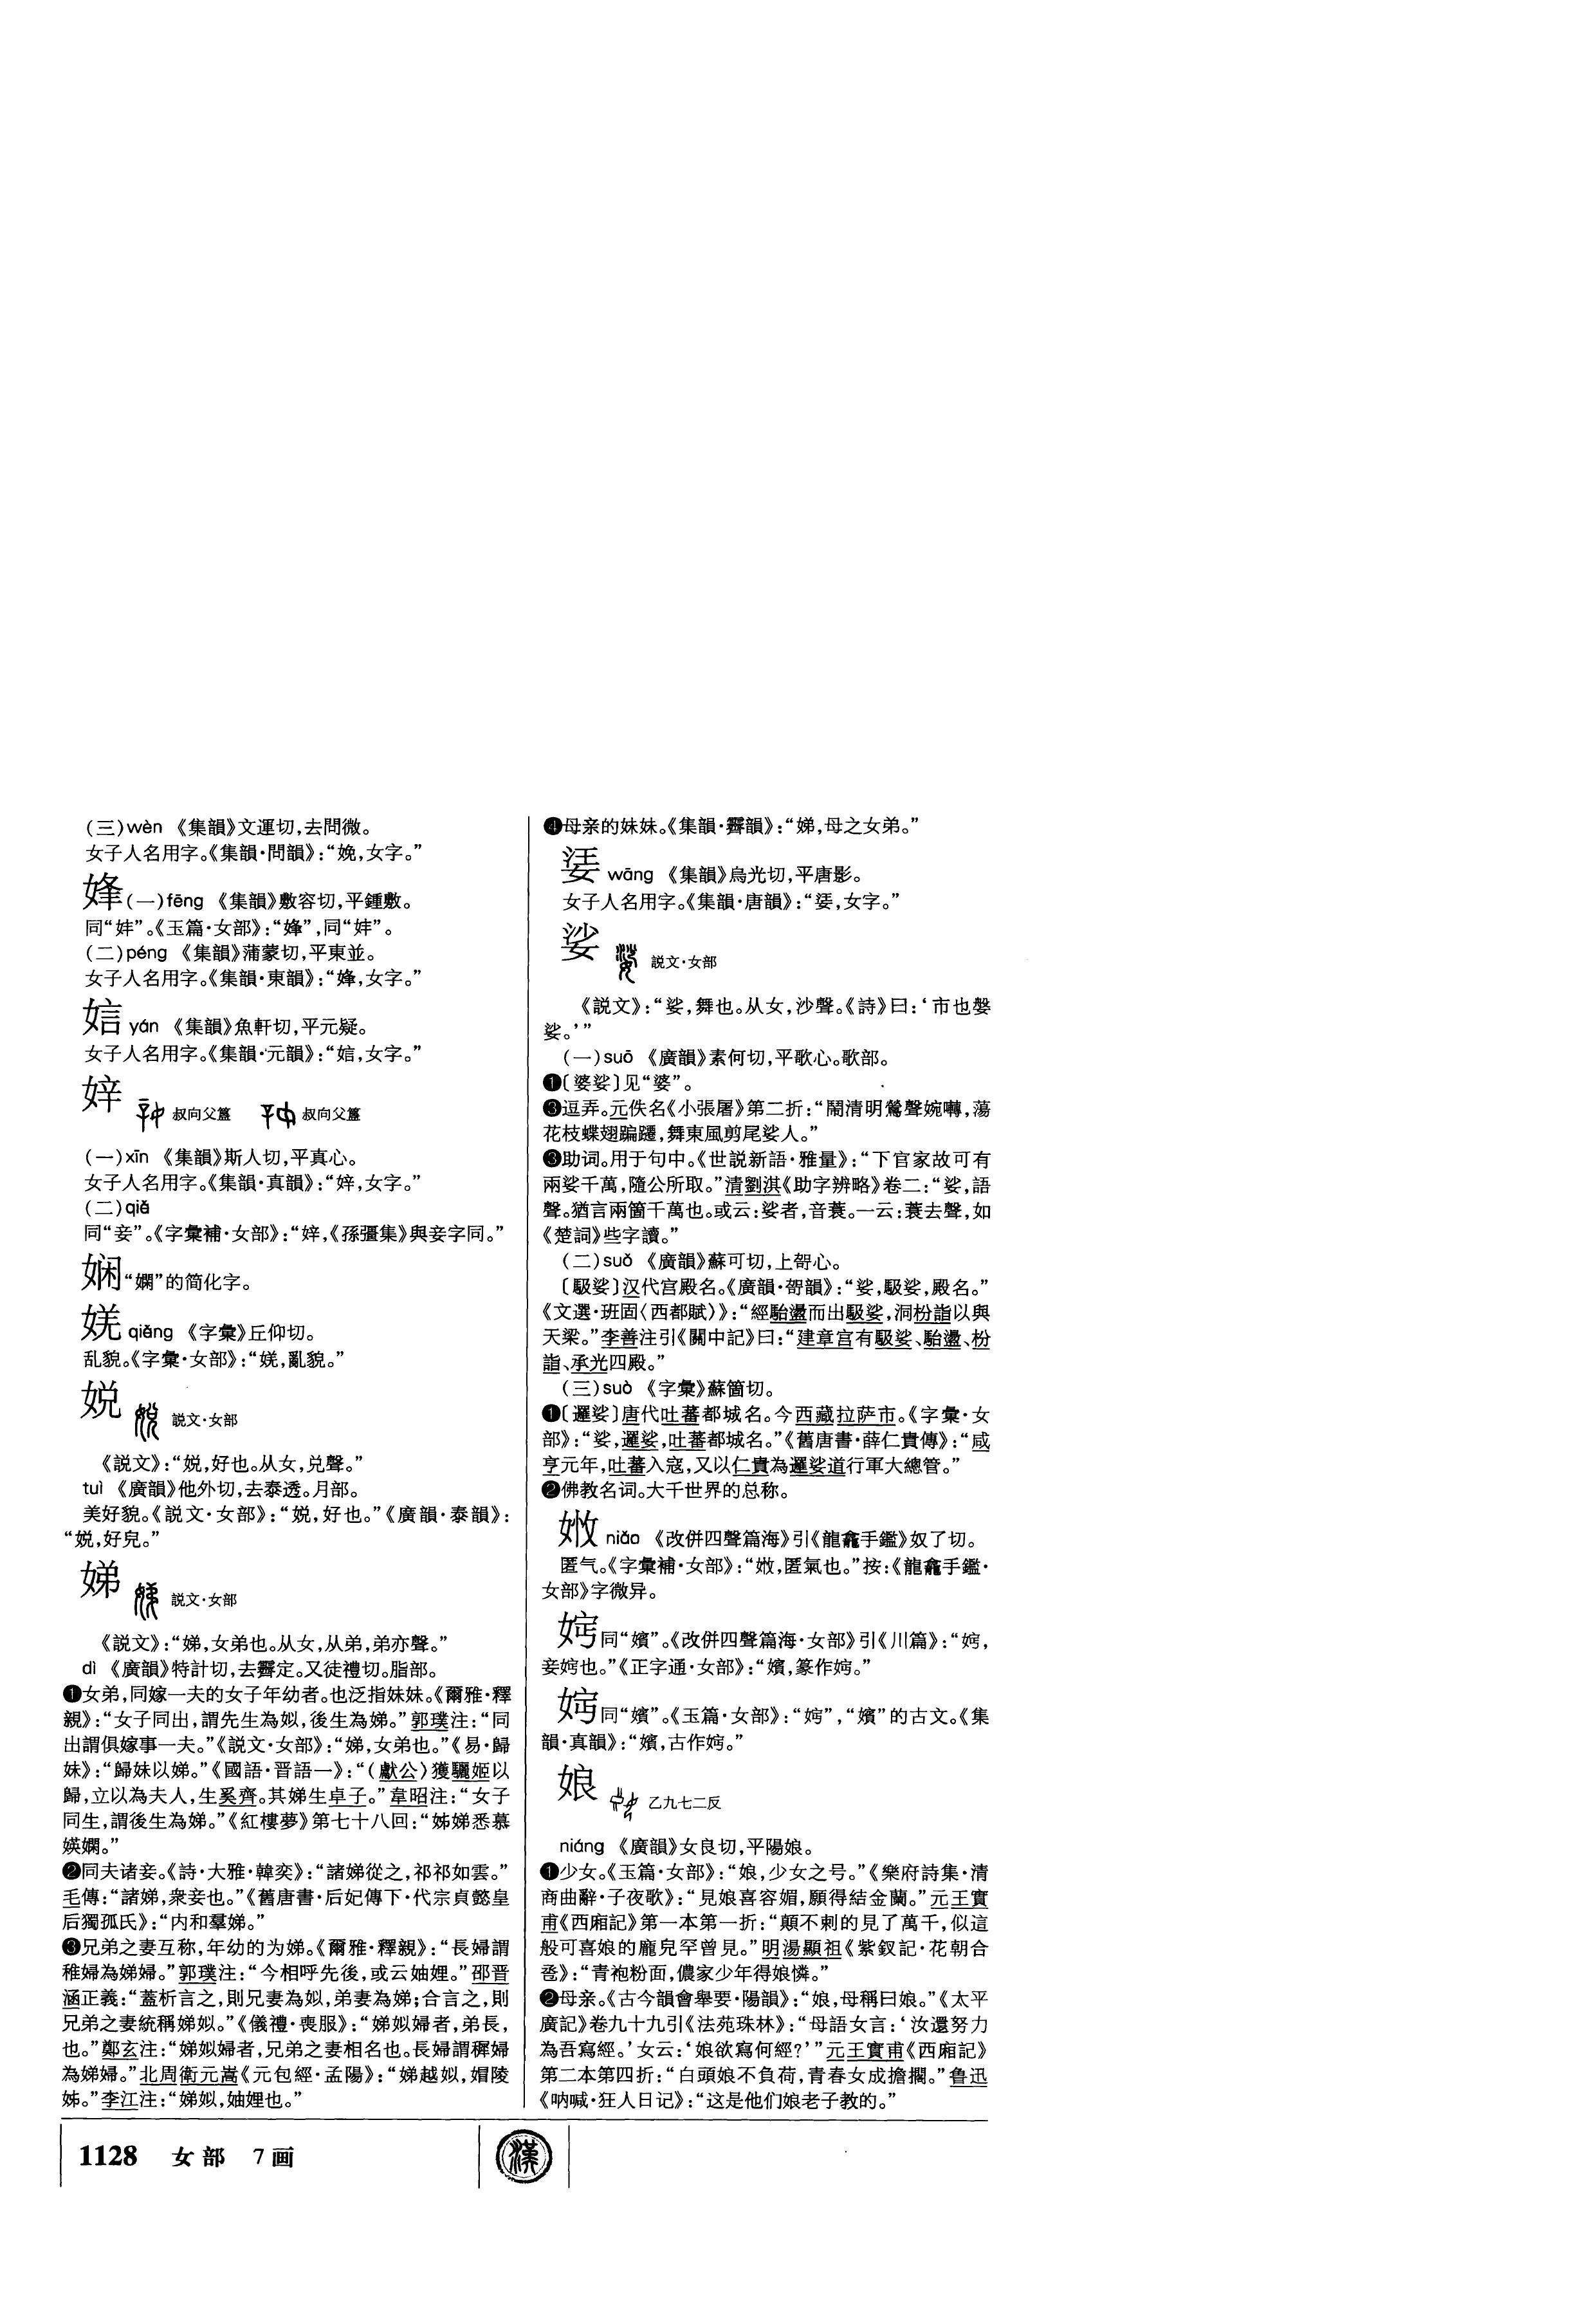 (三)wèn 《集韻》文運切,去問微。
女子人名用字。《集韻·問韻》:“娩,女字。”
㛔(一)fēng 《集韻》敷容切,平鍾敷。
同“妦”。《玉篇·女部》:“㛔”,同“妦”。
(二)péng 《集韻》蒲蒙切,平東並。
女子人名用字。《集韻·東韻》:“㛔,女字。”
㖈 yán 《集韻》魚軒切,平元疑。
女子人名用字。《集韻·元韻》:“,女字。”
㛙 叔向父簋 叔向父簋
(一)xīn 《集韻》斯人切,平真心。
女子人名用字。《集韻·真韻》:“㛙,女字。”
(二)qiě
同“妾”。《字彙補·女部》:“㛙,《孫彊集》與妾字同。”
娴“嫻”的简化字。
 qiǎng 《字彙》丘仰切。
乱貌。《字彙·女部》:“,亂貌。”
娧 説文·女部
《説文》:“娧,好也。从女,兑聲。”
tuì 《廣韻》他外切,去泰透。月部。
美好貌。《説文·女部》:“娧,好也。”《廣韻·泰韻》:
“娧,好皃。”
娣 説文·女部
《説文》:“娣,女弟也。从女,从弟,弟亦聲。”
dì 《廣韻》特計切,去霽定。又徒禮切。脂部。
❶女弟,同嫁一夫的女子年幼者。也泛指妹妹。《爾雅·釋
親》:“女子同出,謂先生為姒,後生為娣。”郭璞注:“同
出謂俱嫁事一夫。”《説文·女部》:“娣,女弟也。”《易·歸
妹》:“歸妹以娣。”《國語·晋語一》:“(獻公)獲驪姬以
歸,立以為夫人,生奚齊。其娣生卓子。”韋昭注:“女子
同生,謂後生為娣。”《紅樓夢》第七十八回:“姊娣悉慕
媖嫻。”
❷同夫诸妾。《詩·大雅·韓奕》:“諸娣從之,祁祁如雲。”
毛傳:“諸娣,衆妾也。”《舊唐書·后妃傳下·代宗貞懿皇
后獨孤氏》:“内和羣娣。”
❸兄弟之妻互称,年幼的为娣。《爾雅·釋親》:“長婦謂
稚婦為娣婦。”郭璞注:“今相呼先後,或云妯娌。”邵晋
涵正義:“蓋析言之,則兄妻為姒,弟妻為娣;合言之,則
兄弟之妻統稱娣姒。”《儀禮·喪服》:“娣姒婦者,弟長,
也。”鄭玄注:“娣姒婦者,兄弟之妻相名也。長婦謂穉婦
為娣婦。”北周衛元嵩《元包經·孟陽》:“娣越姒,媢陵
姊。”李江注:“娣姒,妯娌也。”
❹母亲的妹妹。《集韻·霽韻》:“娣,母之女弟。”
 wāng 《集韻》烏光切,平唐影。
女子人名用字。《集韻·唐韻》:“,女字。”
娑 説文·女部
《説文》:“娑,舞也。从女,沙聲。《詩》曰:‘市也媻
娑。’”
(一)suō 《廣韻》素何切,平歌心。歌部。
❶〔婆娑〕见“婆”。
❸逗弄。元佚名《小張屠》第二折:“鬧清明鶯聲婉囀,蕩
花枝蝶翅蹁躚,舞東風剪尾娑人。”
❸助词。用于句中。《世説新語·雅量》:“下官家故可有
兩娑千萬,隨公所取。”清劉淇《助字辨略》卷二:“娑,語
聲。猶言兩箇千萬也。或云:娑者,音蓑。一云:蓑去聲,如
《楚詞》些字讀。”
(二)suǒ 《廣韻》蘇可切,上哿心。
〔馺娑〕汉代宫殿名。《廣韻·哿韻》:“娑,馺娑,殿名。”
《文選·班固〈西都賦〉》:“經駘盪而出馺娑,洞枌詣以與
天梁。”李善注引《關中記》曰:“建章宫有馺娑、駘盪、枌
詣、承光四殿。”
(三)suò 《字彙》蘇箇切。
❶〔邏娑〕唐代吐蕃都城名。今西藏拉萨市。《字彙·女
部》:“娑,邏娑,吐蕃都城名。”《舊唐書·薛仁貴傳》:“咸
亨元年,吐蕃入寇,又以仁貴為邏娑道行軍大總管。”
❷佛教名词。大千世界的总称。
 niǎo 《改併四聲篇海》引《龍龕手鑑》奴了切。
匿气。《字彙補·女部》:“,匿氣也。”按:《龍龕手鑑·
女部》字微异。
同“嬪”。《改併四聲篇海·女部》引《川篇》:“,
妾也。”《正字通·女部》:“嬪,篆作。”
同“嬪”。《玉篇·女部》:“”,“嬪”的古文。《集
韻·真韻》:“嬪,古作。”
娘 乙九七二反
niáng 《廣韻》女良切,平陽娘。
❶少女。《玉篇·女部》:“娘,少女之号。”《樂府詩集·清
商曲辭·子夜歌》:“見娘喜容媚,願得結金蘭。”元王實
甫《西廂記》第一本第一折:“顛不剌的見了萬千,似這
般可喜娘的龐兒罕曾見。”明湯顯祖《紫釵記·花朝合
卺》:“青袍粉面,儂家少年得娘憐。”
❷母亲。《古今韻會舉要·陽韻》:“娘,母稱曰娘。”《太平
廣記》卷九十九引《法苑珠林》:“母語女言:‘汝還努力
為吾寫經。’女云:‘娘欲寫何經?’”元王實甫《西廂記》
第二本第四折:“白頭娘不負荷,青春女成擔擱。”鲁迅
《呐喊·狂人日记》:“这是他们娘老子教的。”
1128 女部 7画
漢